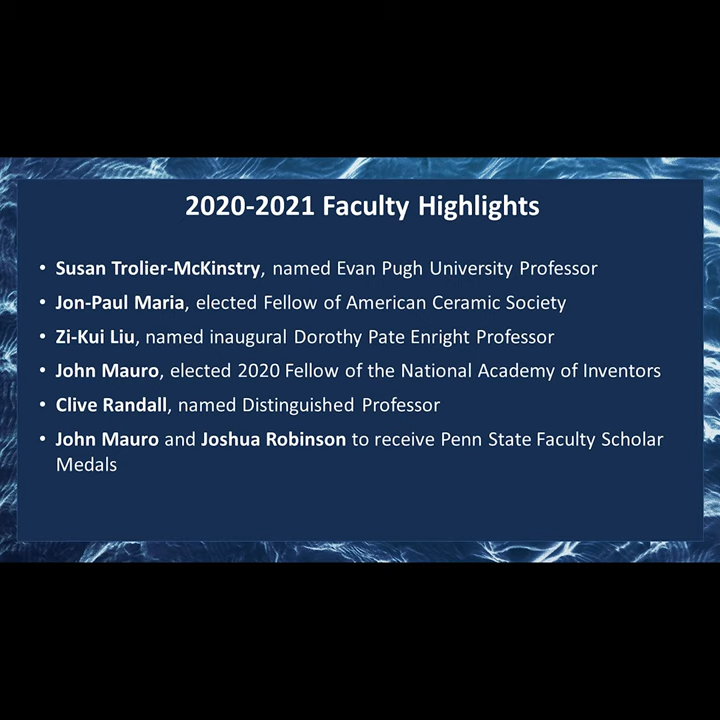 2020-2021 Faculty Highlights
• Susan Trolier-McKinstry, named Evan Pugh University Professor
• Jon-Paul Maria, elected Fellow of American Ceramic Society
• Zi-Kui Liu, named inaugural Dorothy Pate Enright Professor
• John Mauro, elected 2020 Fellow of the National Academy of Inventors
• Clive Randall, named Distinguished Professor
• John Mauro and Joshua Robinson to receive Penn State Faculty Scholar
Medals